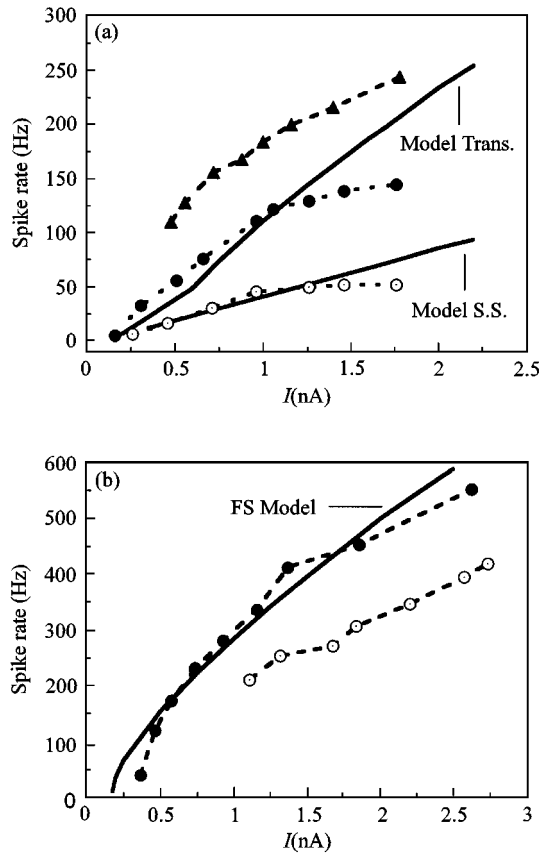 (a)
300
250
200
150
100
50
0
Spike rate (Hz)
Model Trans.
Model S.S.
0 0.5 1 1.5 2 2.5
I(nA)
(b)
600
500
400
300
200
100
0
Spike rate (Hz)
FS Model
0 0.5 1 1.5 2 2.5 3
I(nA)